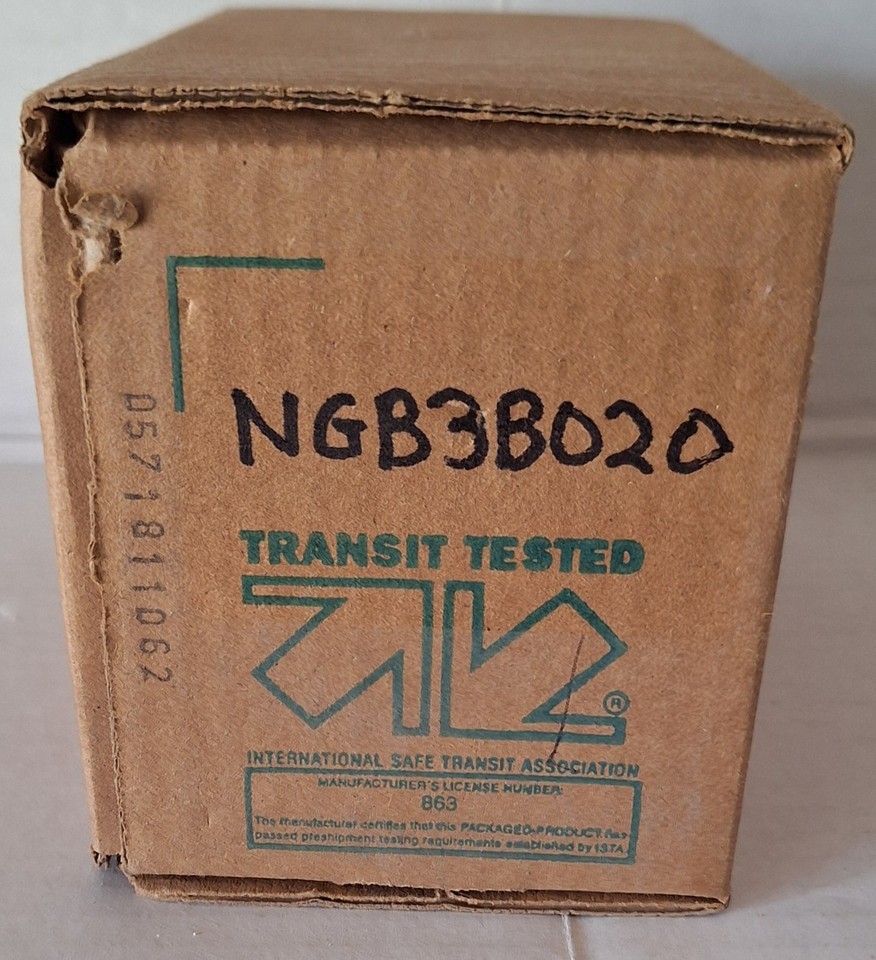 NGB3B020
0571811062
TRANSIT TESTED
®
INTERNATIONAL SAFE TRANSIT ASSOCIATION
MANUFACTURER'S LICENSE NUMBER:
863
The manufacturer certifies that this PACKAGED-PRODUCT has
passed preshipment testing requirements established by ISTA.